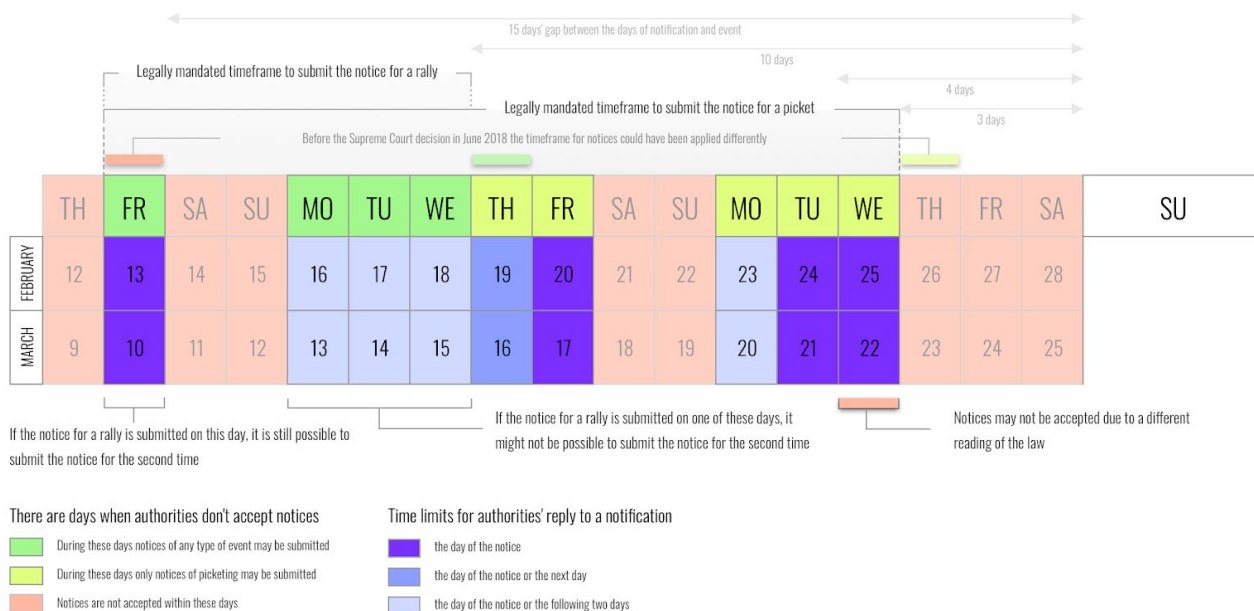 15 days' gap between the days of notification and event
10 days
Legally mandated timeframe to submit the notice for a rally
4 days
Legally mandated timeframe to submit the notice for a picket
3 days
Before the Supreme Court decision in June 2018 the timeframe for notices could have been applied differently
TH FR SA SU MO TU WE TH FR SA SU MO TU WE TH FR SA SU
FEBRUARY 12 13 14 15 16 17 18 19 20 21 22 23 24 25 26 27 28
MARCH 9 10 11 12 13 14 15 16 17 18 19 20 21 22 23 24 25
If the notice for a rally is submitted on this day, it is still possible to
submit the notice for the second time
If the notice for a rally is submitted on one of these days, it
might not be possible to submit the notice for the second time
Notices may not be accepted due to a different
reading of the law
There are days when authorities don't accept notices
During these days notices of any type of event may be submitted
During these days only notices of picketing may be submitted
Notices are not accepted within these days
Time limits for authorities' reply to a notification
the day of the notice
the day of the notice or the next day
the day of the notice or the following two days